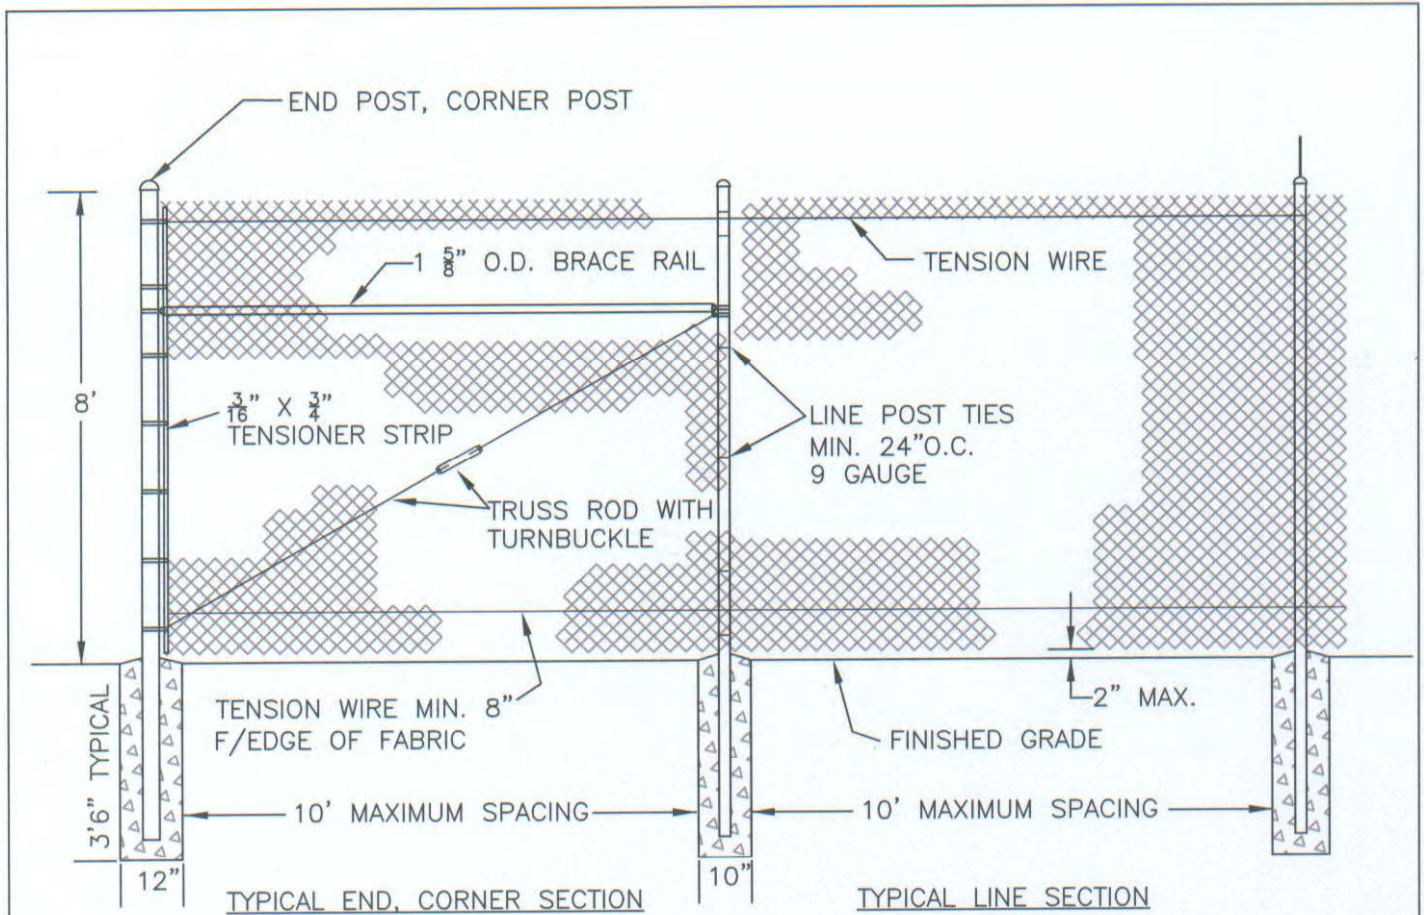 END POST, CORNER POST
1 5/8" O.D. BRACE RAIL
TENSION WIRE
8'
3/16" X 3/4"
TENSIONER STRIP
LINE POST TIES
MIN. 24"O.C.
9 GAUGE
TRUSS ROD WITH
TURNBUCKLE
3'6" TYPICAL
TENSION WIRE MIN. 8"
F/EDGE OF FABRIC
2" MAX.
FINISHED GRADE
10' MAXIMUM SPACING
10' MAXIMUM SPACING
12"
10"
TYPICAL END, CORNER SECTION
TYPICAL LINE SECTION